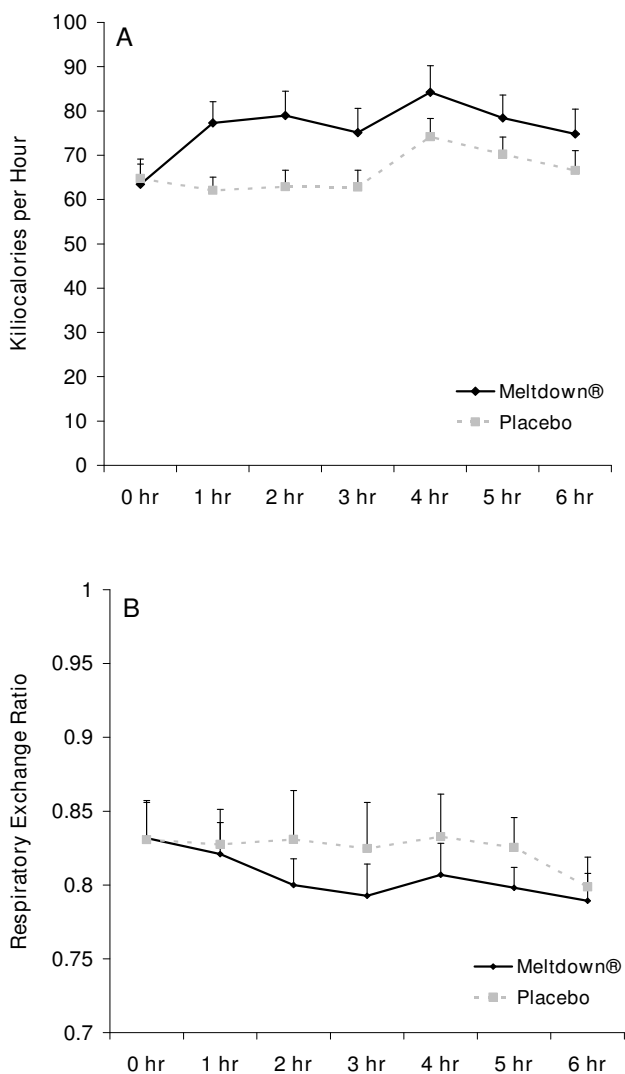 A
Kiliocalories per Hour
100
90
80
70
60
50
40
30
20
10
0
Meltdown®
Placebo
0 hr 1 hr 2 hr 3 hr 4 hr 5 hr 6 hr
B
Respiratory Exchange Ratio
1
0.95
0.9
0.85
0.8
0.75
0.7
Meltdown®
Placebo
0 hr 1 hr 2 hr 3 hr 4 hr 5 hr 6 hr